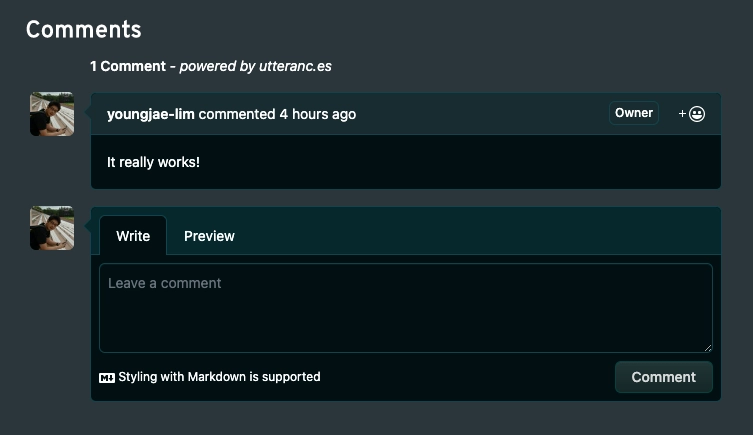 Comments
1 Comment - powered by utteranc.es
youngjae-lim commented 4 hours ago Owner +
It really works!
Write Preview
Leave a comment
Styling with Markdown is supported Comment